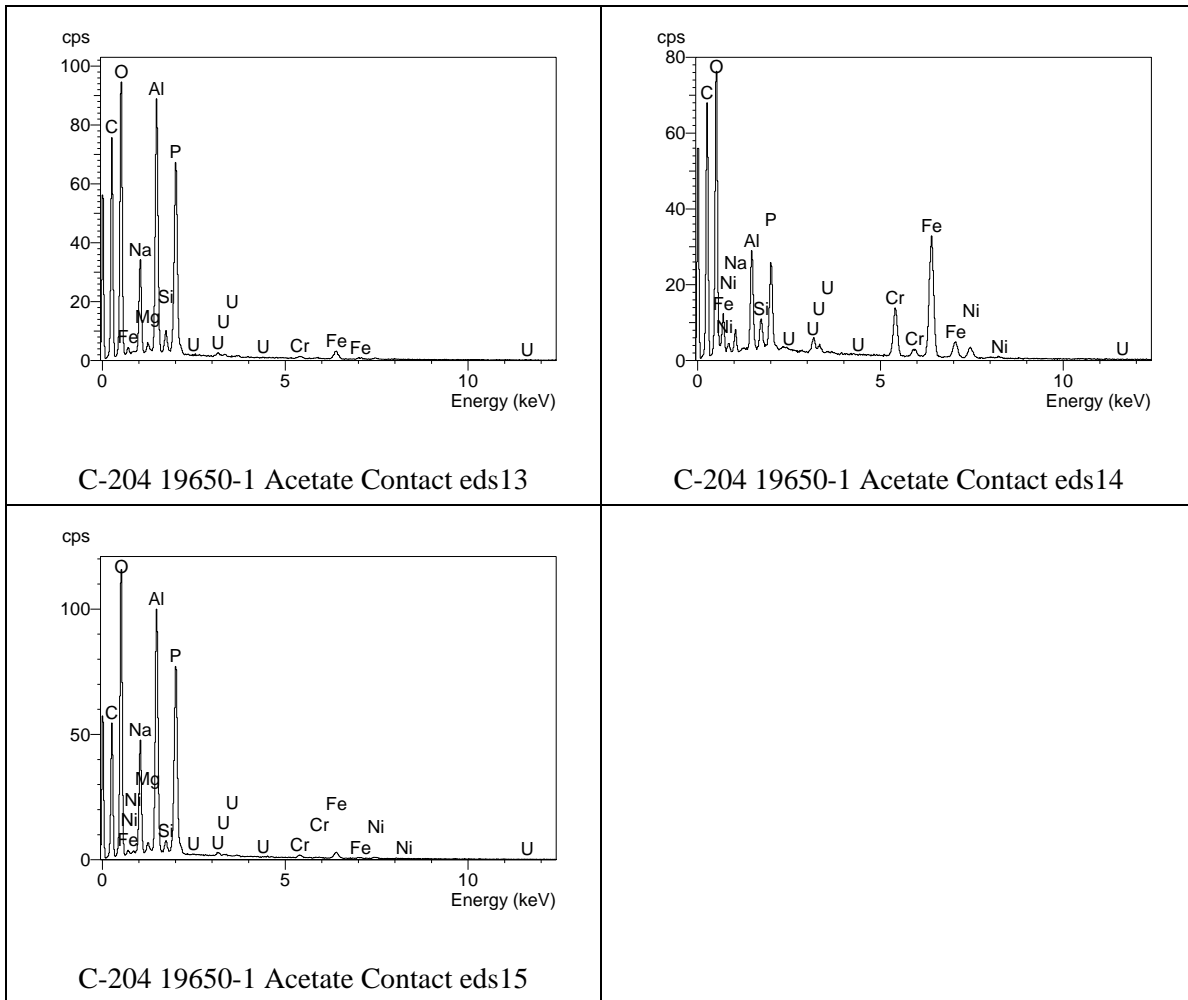 cps
100
80
60
40
20
0
O
C
Al
P
Na
Si
Mg
Fe
U
U
U
U
U
Cr
Fe
Fe
U
0
5
10
Energy (keV)
C-204 19650-1 Acetate Contact eds13
cps
80
60
40
20
0
O
C
P
Al
Na
Ni
Fe
Ni
Si
U
U
U
U
U
Cr
Cr
Fe
Fe
Ni
Ni
U
0
5
10
Energy (keV)
C-204 19650-1 Acetate Contact eds14
cps
100
50
0
O
C
Al
P
Na
Mg
Ni
Ni
Fe
Si
U
U
U
U
U
Cr
Cr
Fe
Fe
Ni
Ni
U
0
5
10
Energy (keV)
C-204 19650-1 Acetate Contact eds15